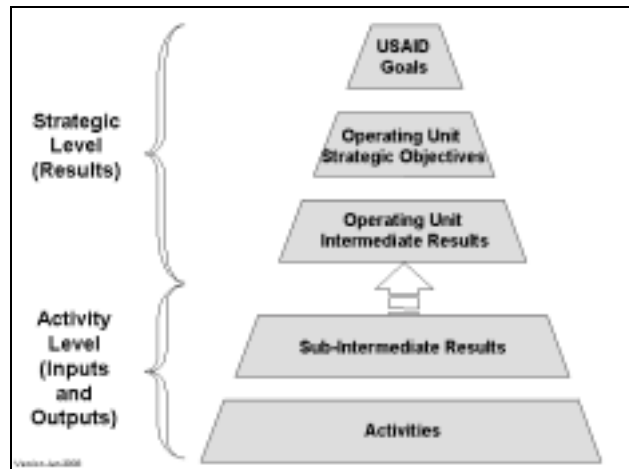 USAID
Goals
Strategic
Level
(Results)
Operating Unit
Strategic Objectives
Operating Unit
Intermediate Results
Activity
Level
(Inputs
and
Outputs)
Sub-Intermediate Results
Activities